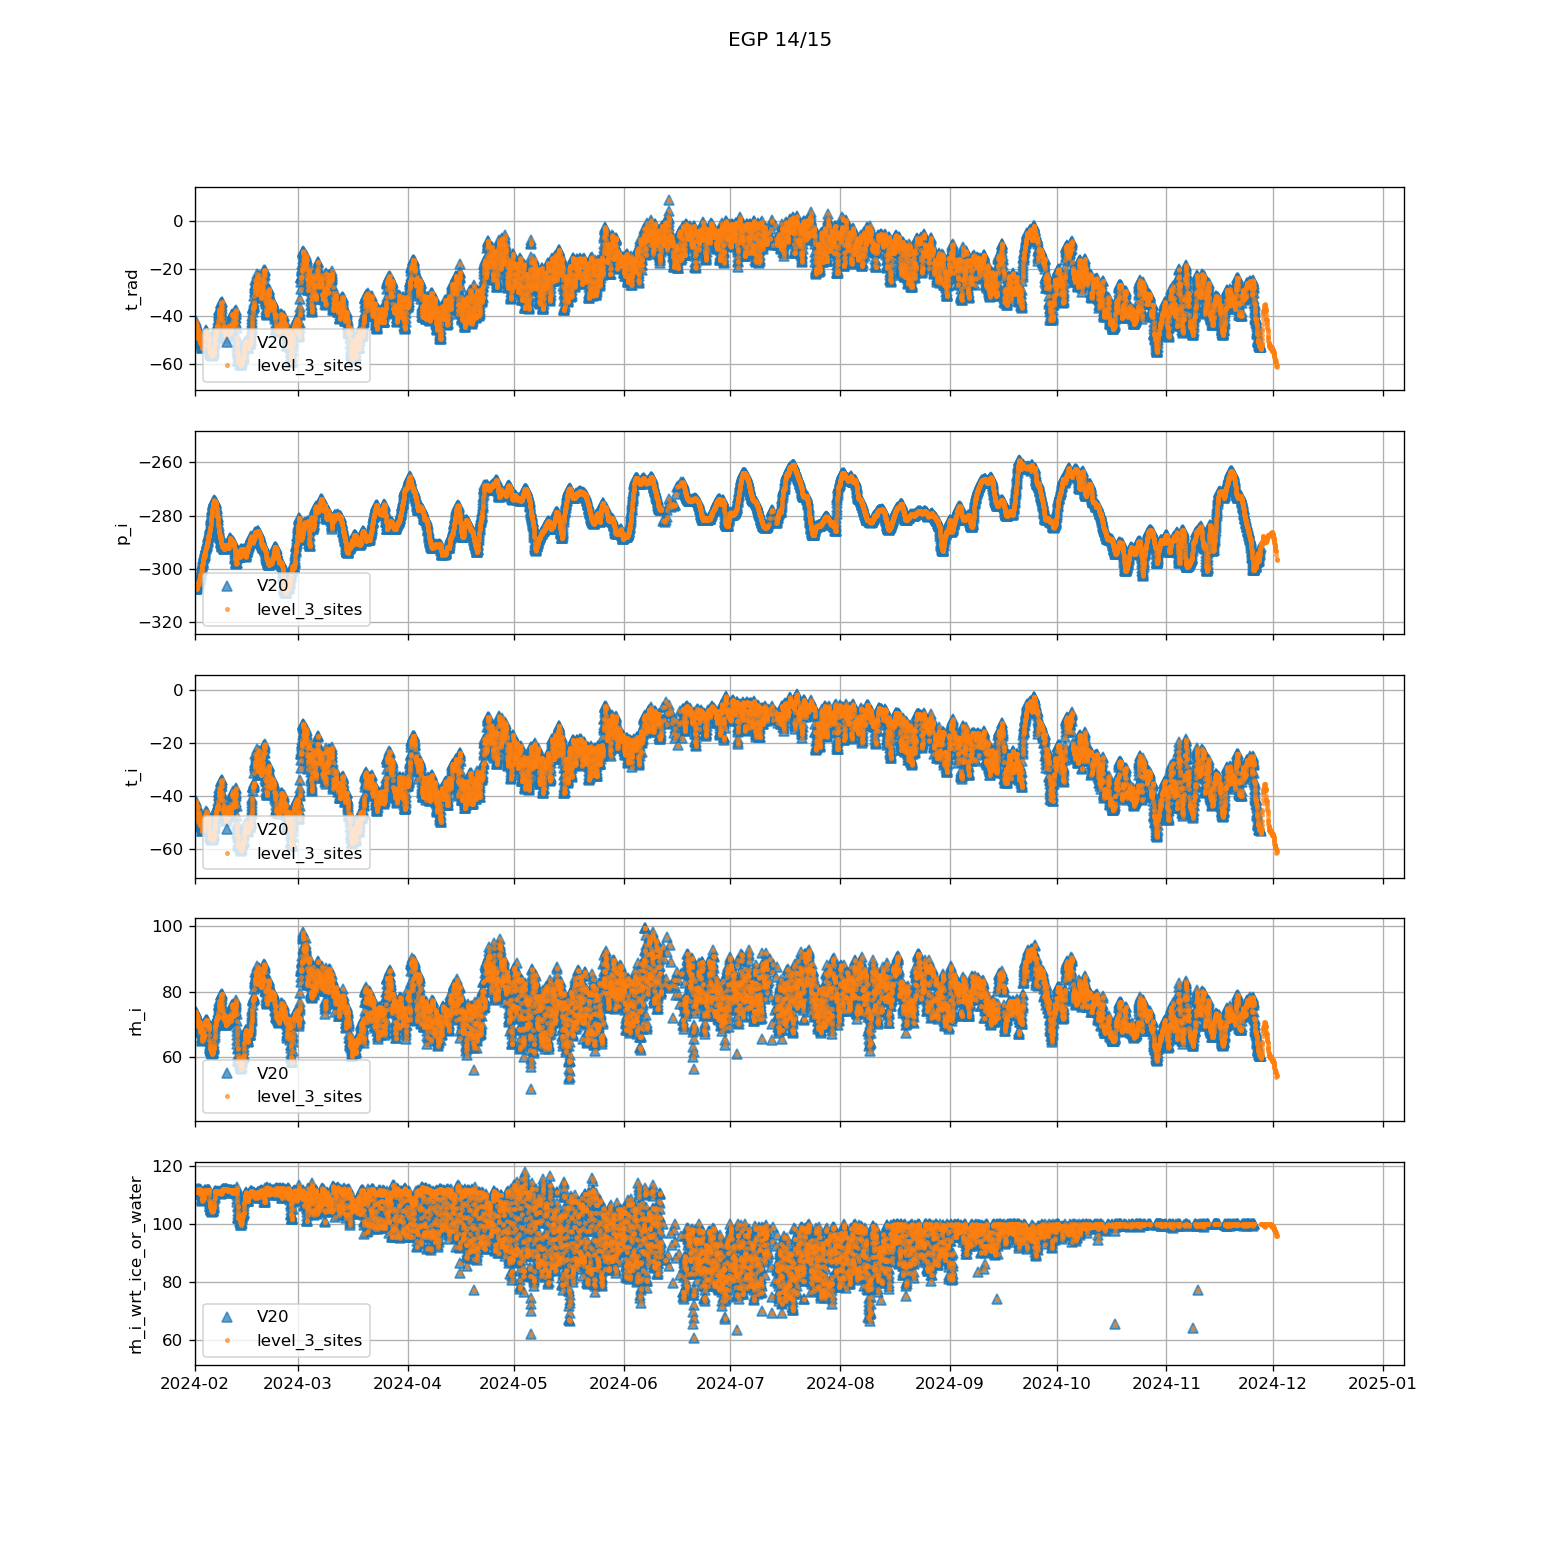 EGP 14/15
0
−20
−40
−60
t_rad
V20
level_3_sites
−260
−280
−300
−320
p_i
V20
level_3_sites
0
−20
−40
−60
t_i
V20
level_3_sites
100
80
60
rh_i
V20
level_3_sites
120
100
80
60
rh_i_wrt_ice_or_water
V20
level_3_sites
2024-02 2024-03 2024-04 2024-05 2024-06 2024-07 2024-08 2024-09 2024-10 2024-11 2024-12 2025-01